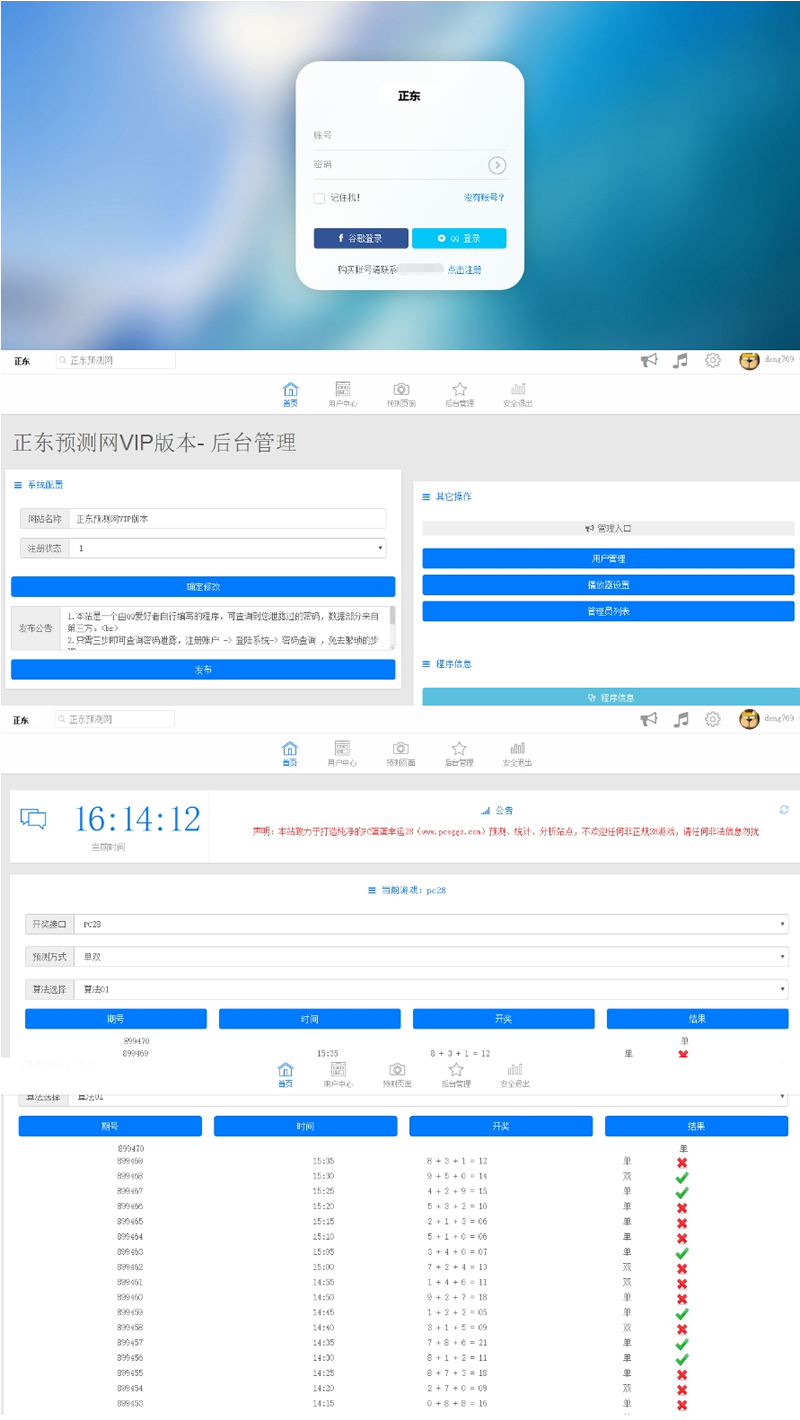 正东
账号
密码
记住我! 没有账号?
谷歌登录 QQ 登录
购买账号请联系 点击注册
正东 正东预测网 dong769
首页 用户中心 预测页面 后台管理 安全退出
正东预测网VIP版本- 后台管理
系统配置
网站名称 正东预测网VIP版本
注册状态 1
确定修改
发布公告 1.本站是一个由QQ爱好者自行编写的程序,可查询到您泄露过的密码,数据部分来自
第三方。<br>
2.只需三步即可查询密码泄露,注册账户 -> 登陆系统-> 密码查询 ,免去繁琐的步
发布
其它操作
管理入口
用户管理
播放器设置
管理员列表
程序信息
程序信息
正东 正东预测网 dong769
首页 用户中心 预测页面 后台管理 安全退出
16:14:12
当前时间
公告
声明:本站致力于打造纯净的PC蛋蛋幸运28(www.pceggs.com)预测、统计、分析站点,不欢迎任何非正规28游戏,请任何非法信息勿扰
当前游戏:pc28
开奖接口 PC28
预测方式 单双
算法选择 算法01
期号 时间 开奖 结果
899470 单
899469 15:35 8 + 3 + 1 = 12 单
首页 用户中心 预测页面 后台管理 安全退出
算法选择 算法01
期号 时间 开奖 结果
899470 单
899469 15:35 8 + 3 + 1 = 12 单
899468 15:30 9 + 5 + 0 = 14 双
899467 15:25 4 + 2 + 9 = 15 单
899466 15:20 5 + 3 + 2 = 10 单
899465 15:15 2 + 1 + 3 = 06 单
899464 15:10 5 + 1 + 0 = 06 单
899463 15:05 3 + 4 + 0 = 07 单
899462 15:00 7 + 2 + 4 = 13 双
899461 14:55 1 + 4 + 6 = 11 双
899460 14:50 9 + 2 + 7 = 18 单
899459 14:45 1 + 2 + 2 = 05 单
899458 14:40 3 + 1 + 5 = 09 双
899457 14:35 7 + 8 + 6 = 21 单
899456 14:30 8 + 1 + 2 = 11 单
899455 14:25 8 + 7 + 3 = 18 单
899454 14:20 2 + 7 + 0 = 09 双
899453 14:15 0 + 8 + 8 = 16 单